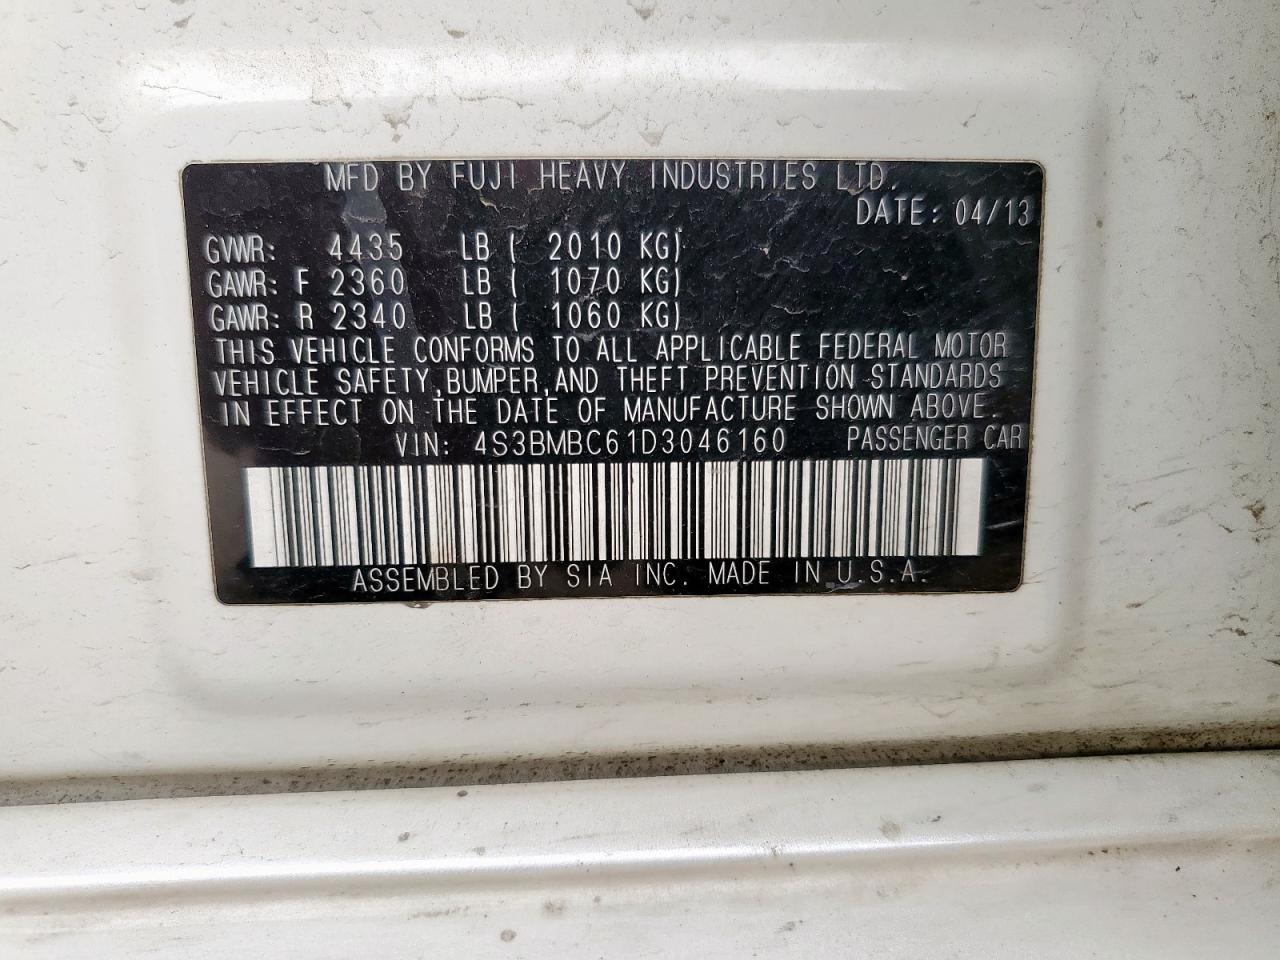 MFD BY FUJI HEAVY INDUSTRIES LTD.
DATE: 04/13
GVWR: 4435 LB ( 2010 KG)
GAWR: F 2360 LB ( 1070 KG)
GAWR: R 2340 LB ( 1060 KG)
THIS VEHICLE CONFORMS TO ALL APPLICABLE FEDERAL MOTOR
VEHICLE SAFETY,BUMPER,AND THEFT PREVENTION STANDARDS
IN EFFECT ON THE DATE OF MANUFACTURE SHOWN ABOVE.
VIN: 4S3BMBC61D3046160 PASSENGER CAR
ASSEMBLED BY SIA INC. MADE IN U.S.A.